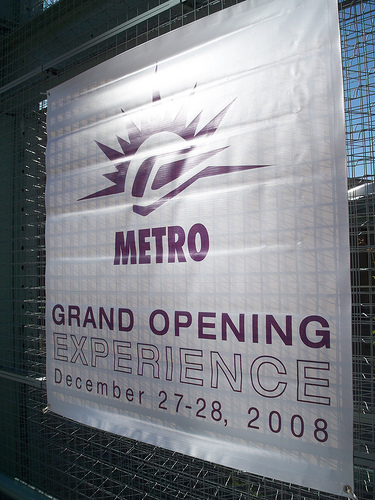 METRO
GRAND OPENING
EXPERIENCE
December 27-28, 2008